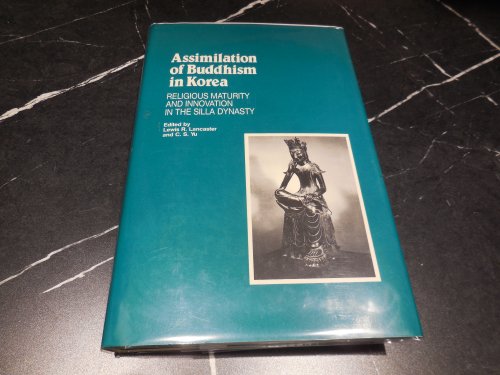 Assimilation
of Buddhism
in Korea
RELIGIOUS MATURITY
AND INNOVATION
IN THE SILLA DYNASTY
Edited by
Lewis R. Lancaster
and C. S. Yu